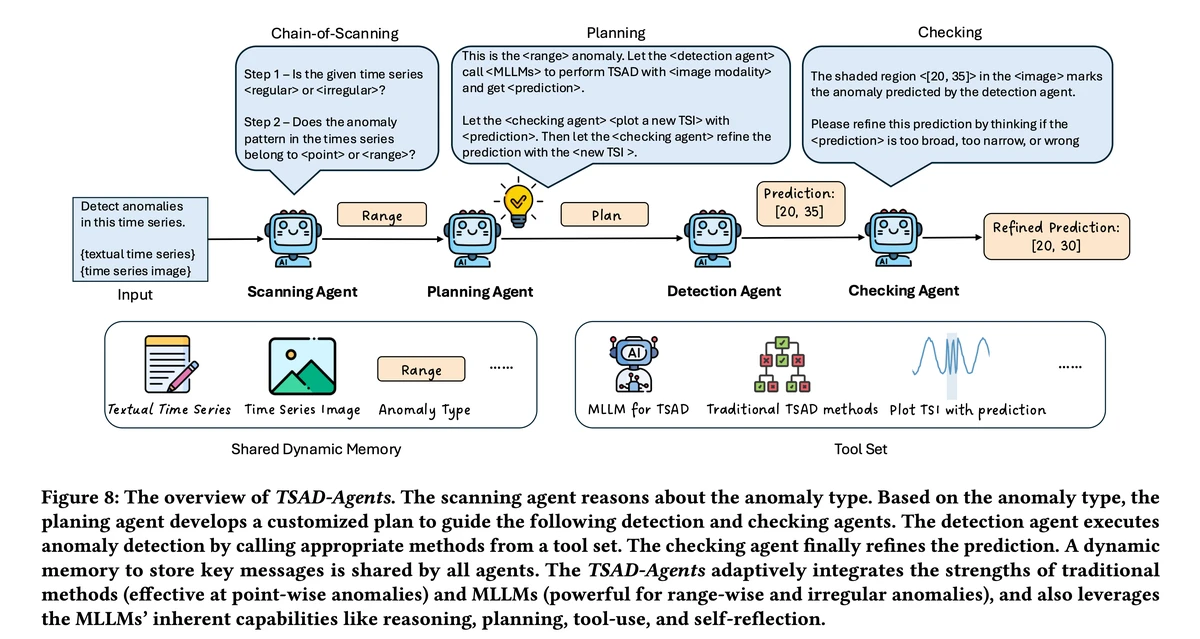 Chain-of-Scanning
Planning
Checking
Step 1 – Is the given time series
<regular> or <irregular>?
Step 2 – Does the anomaly
pattern in the times series
belong to <point> or <range>?
This is the <range> anomaly. Let the <detection agent>
call <MLLMs> to perform TSAD with <image modality>
and get <prediction>.
Let the <checking agent> <plot a new TSI> with
<prediction>. Then let the <checking agent> refine the
prediction with the <new TSI >.
The shaded region <[20, 35]> in the <image> marks
the anomaly predicted by the detection agent.
Please refine this prediction by thinking if the
<prediction> is too broad, too narrow, or wrong
Detect anomalies
in this time series.
{textual time series}
{time series image}
Input
AI
Scanning Agent
Range
AI
Planning Agent
Plan
AI
Detection Agent
Prediction:
[20, 35]
AI
Checking Agent
Refined Prediction:
[20, 30]
Textual Time Series
Time Series Image
Range
Anomaly Type
......
Shared Dynamic Memory
AI
MLLM for TSAD
Traditional TSAD methods
Plot TSI with prediction
......
Tool Set
Figure 8: The overview of TSAD-Agents. The scanning agent reasons about the anomaly type. Based on the anomaly type, the
planing agent develops a customized plan to guide the following detection and checking agents. The detection agent executes
anomaly detection by calling appropriate methods from a tool set. The checking agent finally refines the prediction. A dynamic
memory to store key messages is shared by all agents. The TSAD-Agents adaptively integrates the strengths of traditional
methods (effective at point-wise anomalies) and MLLMs (powerful for range-wise and irregular anomalies), and also leverages
the MLLMs' inherent capabilities like reasoning, planning, tool-use, and self-reflection.